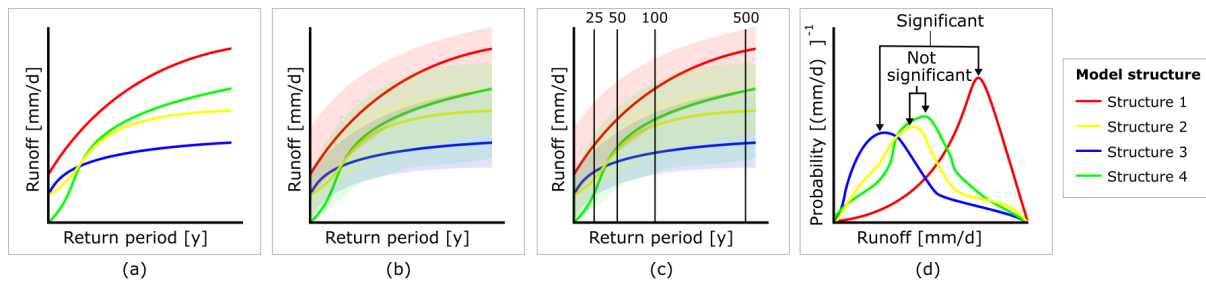 Runoff [mm/d]
Return period [y]
(a)
Runoff [mm/d]
Return period [y]
(b)
25 50 100 500
Runoff [mm/d]
Return period [y]
(c)
Significant
Not
significant
Probability [(mm/d) ]⁻¹
Runoff [mm/d]
(d)
Model structure
Structure 1
Structure 2
Structure 3
Structure 4